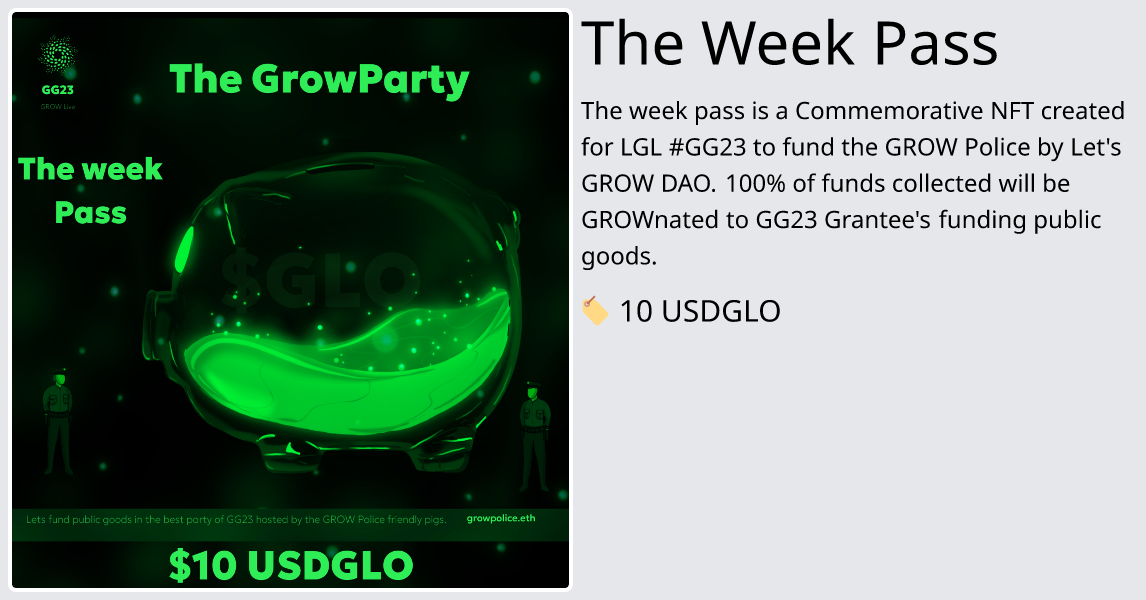 GG23
GROW Live
The GrowParty
The week
Pass
$GLO
Lets fund public goods in the best party of GG23 hosted by the GROW Police friendly pigs.
growpolice.eth
$10 USDGLO
The Week Pass
The week pass is a Commemorative NFT created
for LGL #GG23 to fund the GROW Police by Let's
GROW DAO. 100% of funds collected will be
GROWnated to GG23 Grantee's funding public
goods.
10 USDGLO